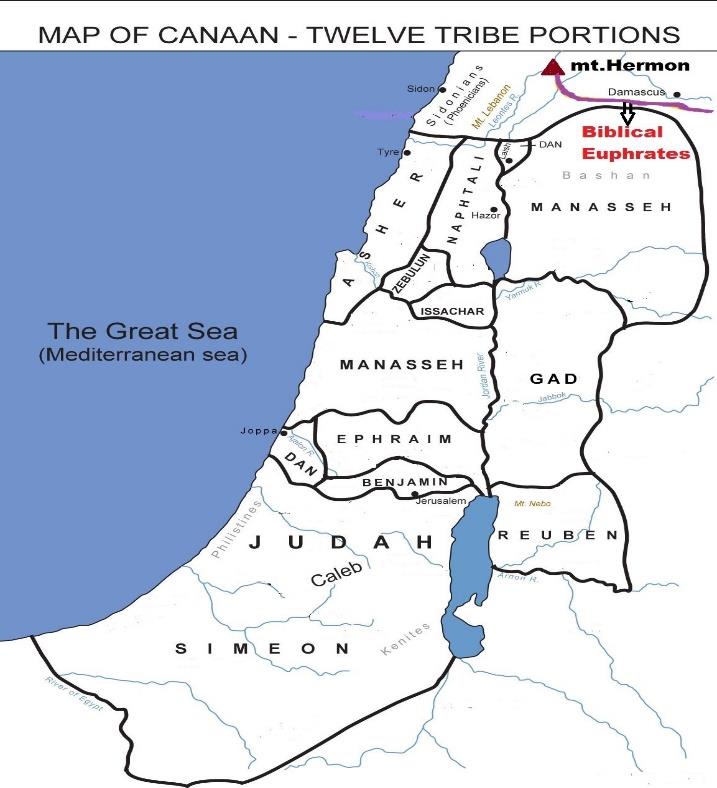 MAP OF CANAAN - TWELVE TRIBE PORTIONS
mt.Hermon
Sidon
Sidonians
(Phoenicians)
Mt. Lebanon
Leontes R.
Damascus
Biblical
Euphrates
Tyre
DAN
Bashan
ASHER
NAPHTALI
Hazor
MANASSEH
ZEBULUN
ISSACHAR
Yarmuk R.
The Great Sea
(Mediterranean sea)
MANASSEH
Jordan River
GAD
Jabbok
Joppa
EPHRAIM
DAN
BENJAMIN
Jerusalem
Mt. Nebo
Philistines
JUDAH
REUBEN
Caleb
Arnon R.
SIMEON
Kenites
River of Egypt